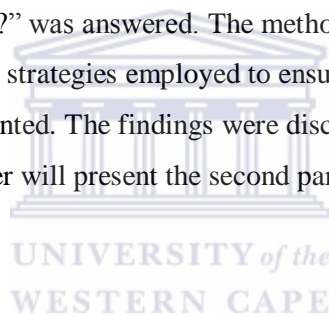 ?” was answered. The metho
strategies employed to ensu
nted. The findings were disc
er will present the second par
UNIVERSITY of the
WESTERN CAPE